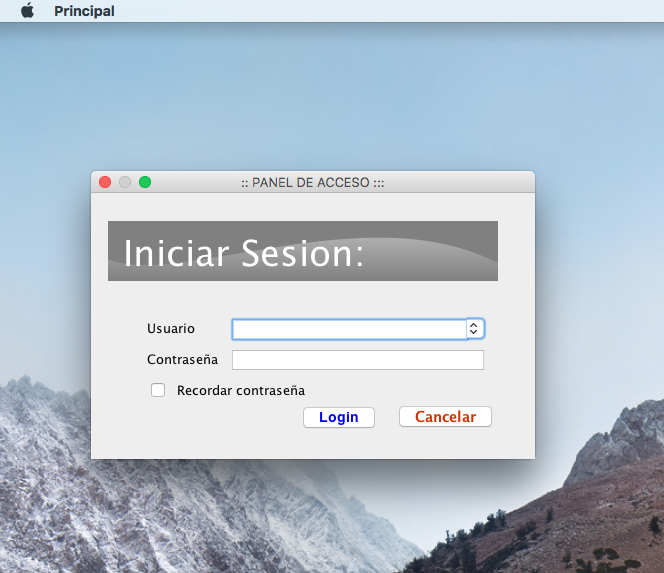 Principal
:: PANEL DE ACCESO :::
Iniciar Sesion:
Usuario
Contraseña
Recordar contraseña
Login Cancelar